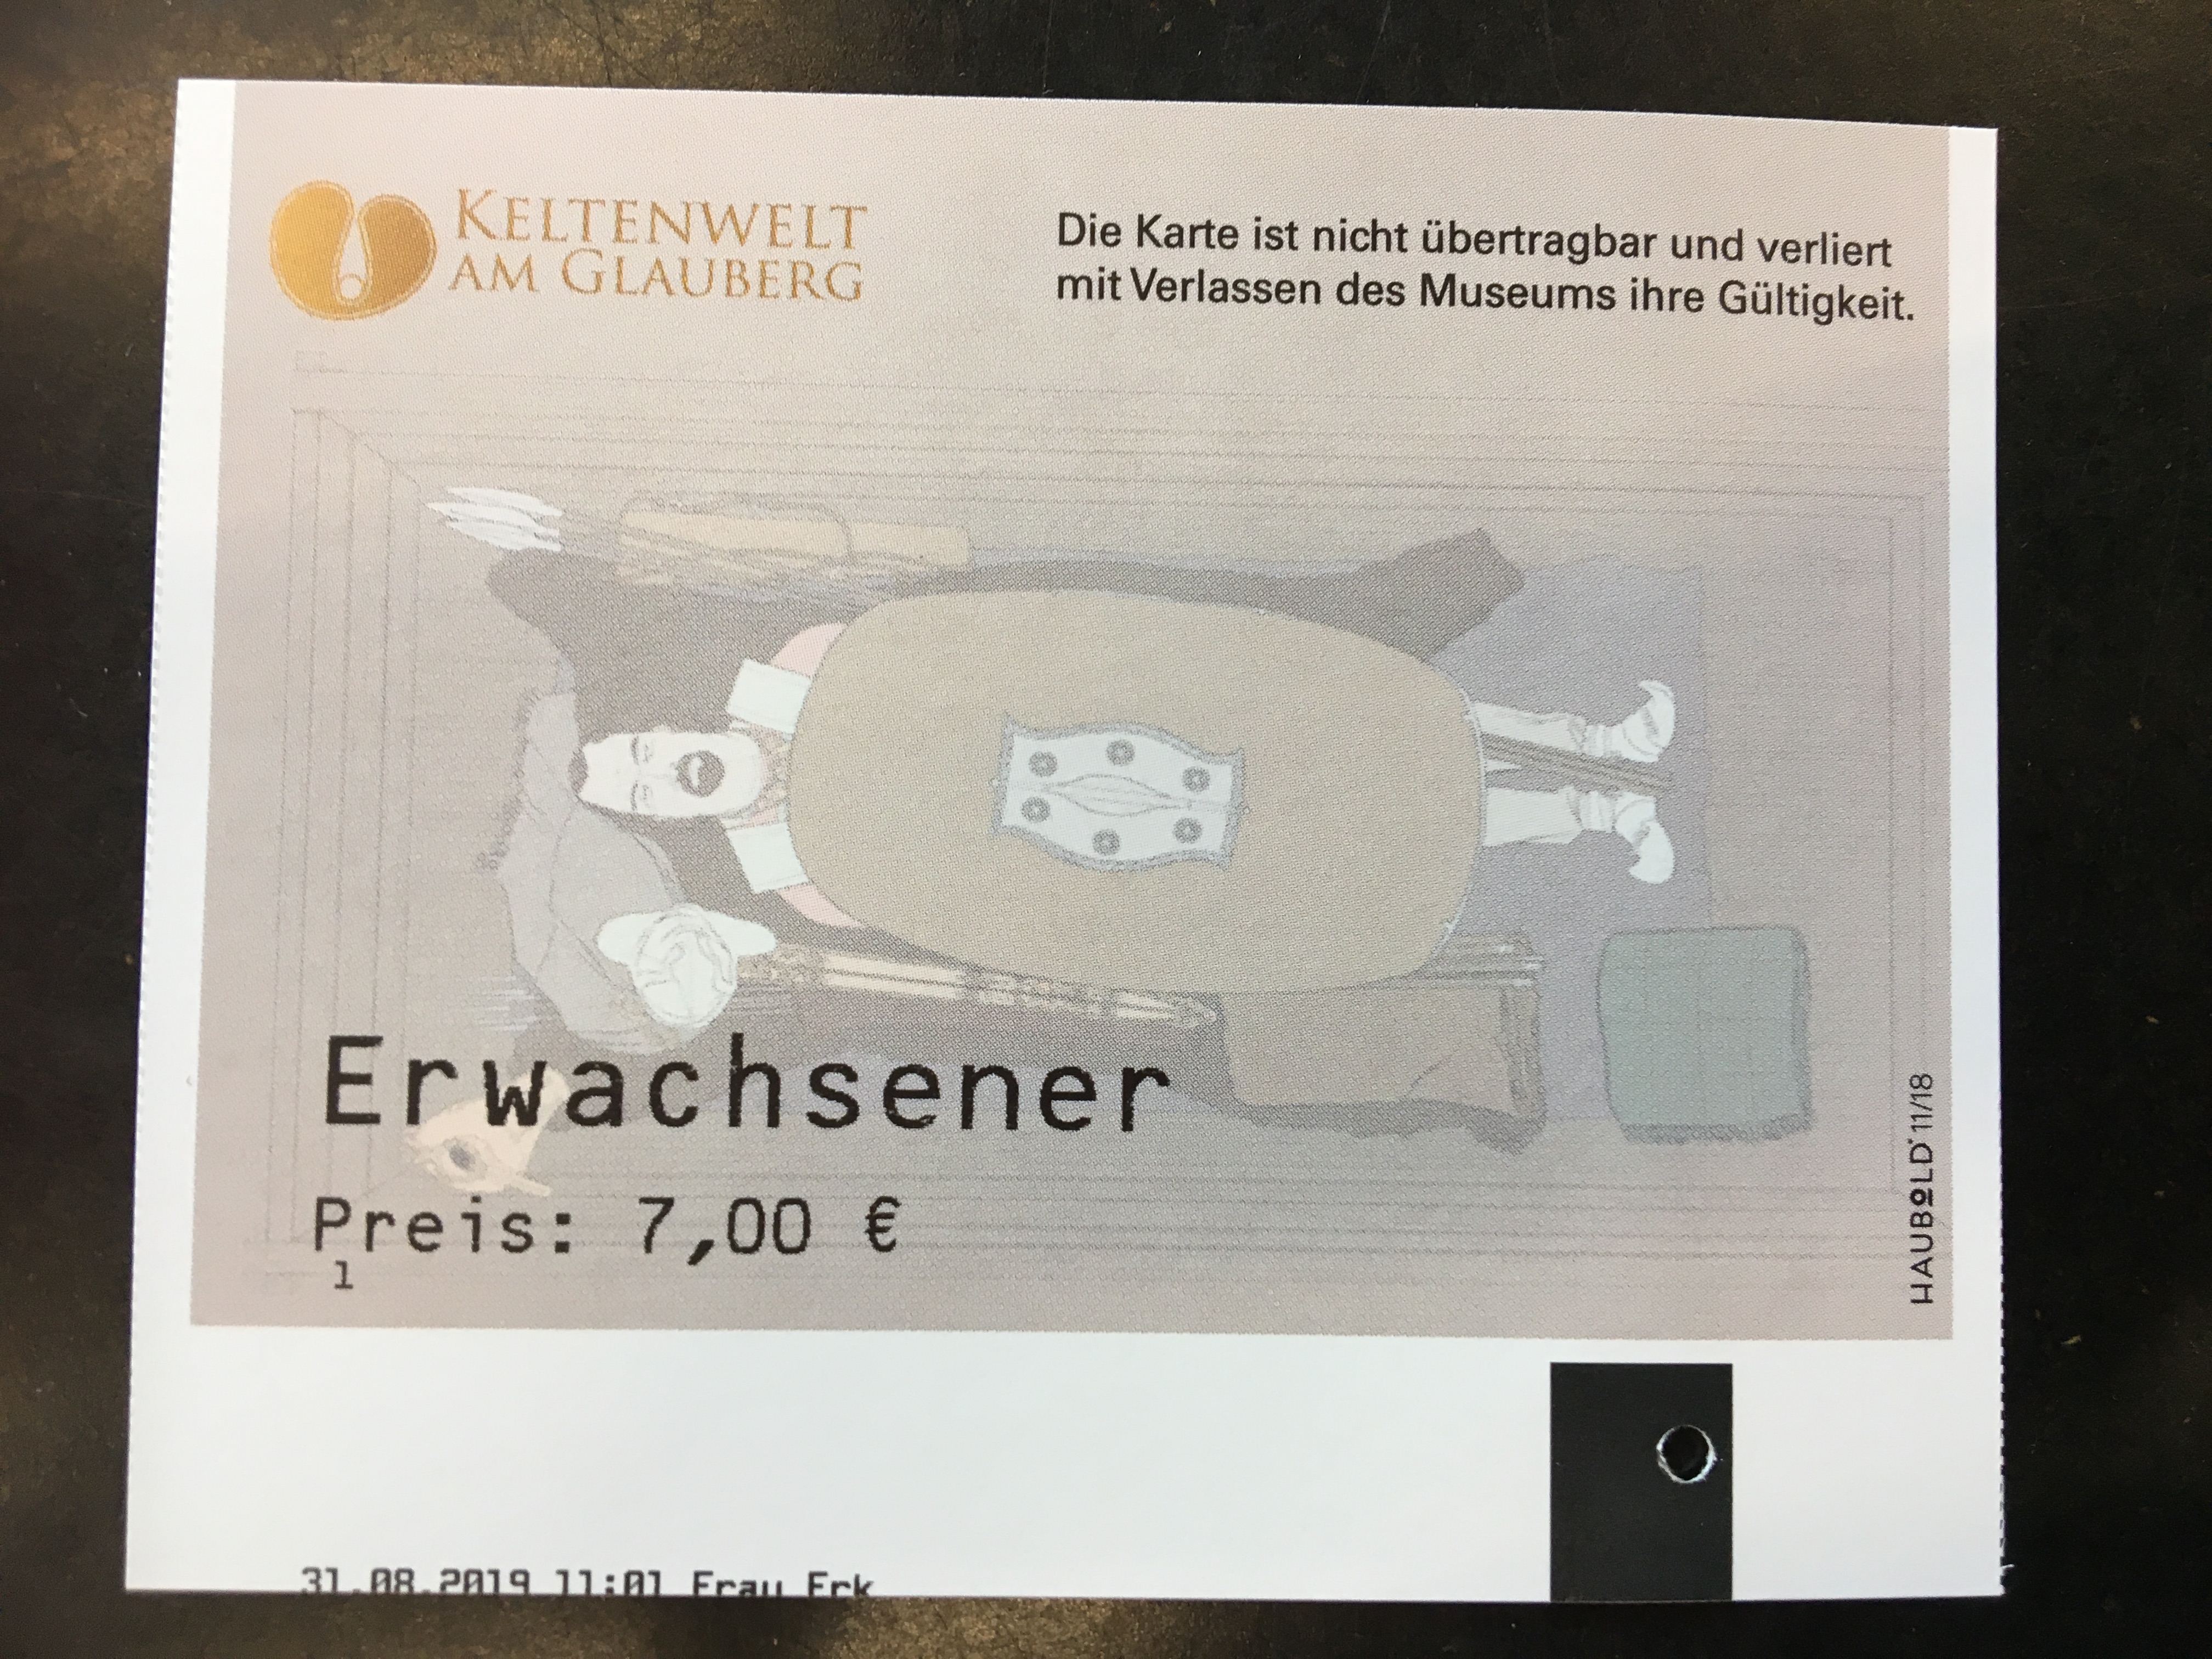 KELTENWELT
AM GLAUBERG
Die Karte ist nicht übertragbar und verliert
mit Verlassen des Museums ihre Gültigkeit.
Erwachsener
Preis: 7,00 €
1
HAUBOLD 11/18
31.08.2019 11:01 Frau Erk